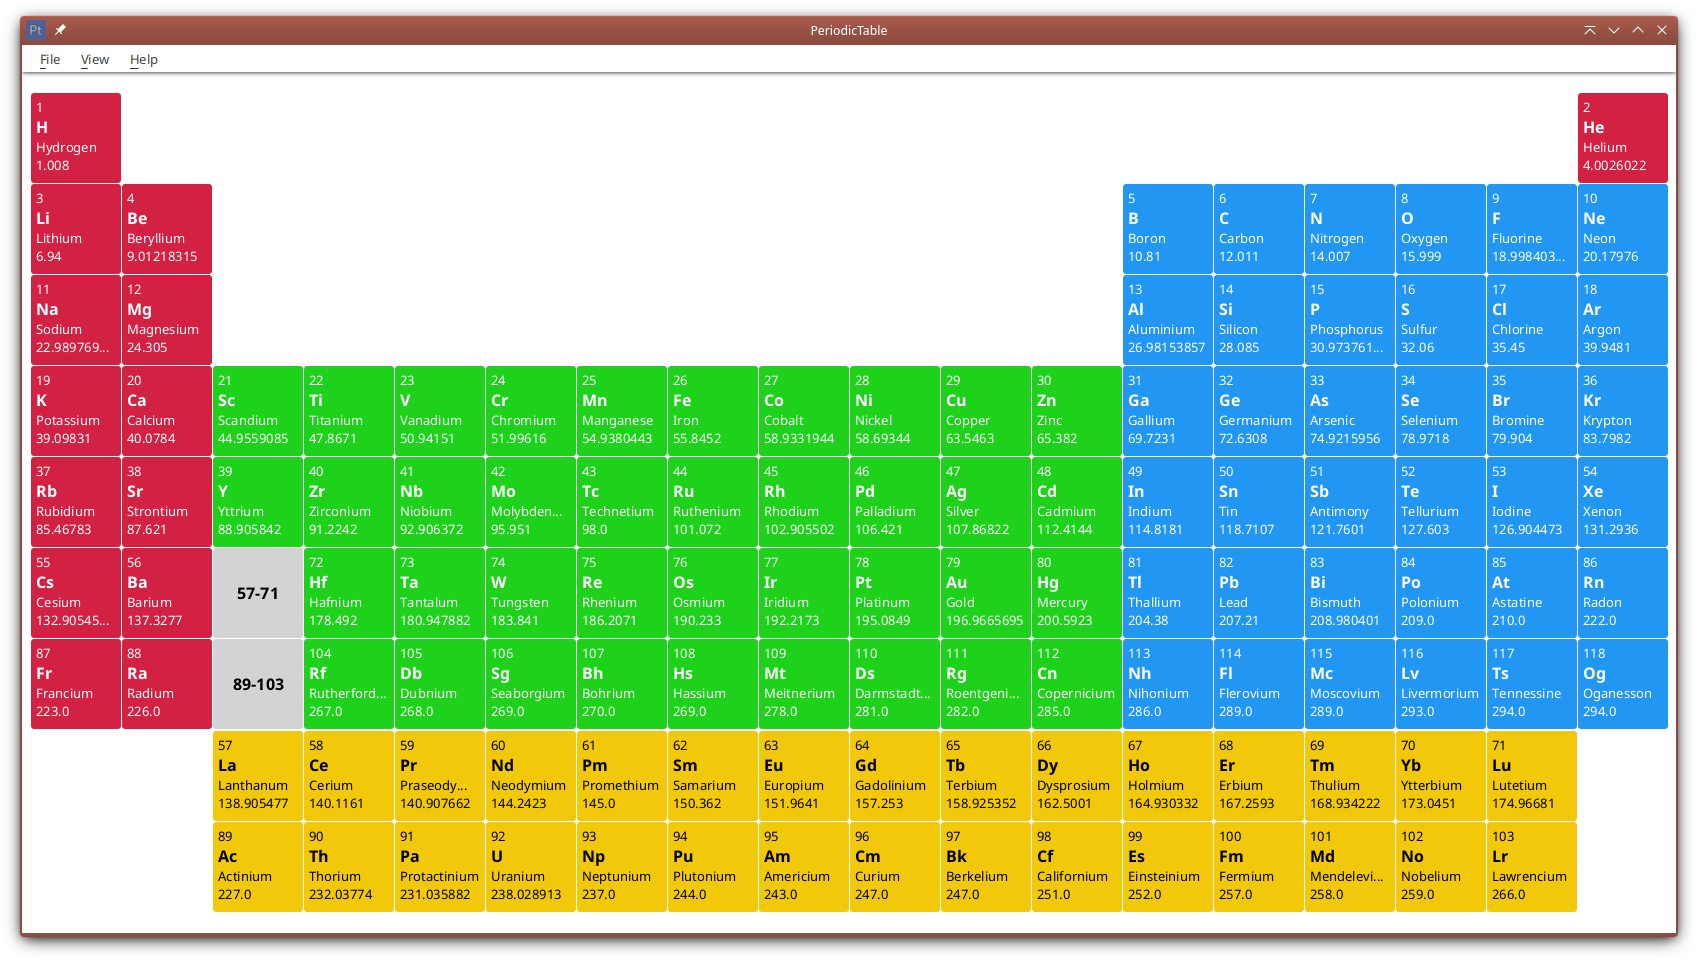 Pt PeriodicTable
File View Help
1 2
H He
Hydrogen Helium
1.008 4.0026022
3 4 5 6 7 8 9 10
Li Be B C N O F Ne
Lithium Beryllium Boron Carbon Nitrogen Oxygen Fluorine Neon
6.94 9.01218315 10.81 12.011 14.007 15.999 18.998403... 20.17976
11 12 13 14 15 16 17 18
Na Mg Al Si P S Cl Ar
Sodium Magnesium Aluminium Silicon Phosphorus Sulfur Chlorine Argon
22.989769... 24.305 26.98153857 28.085 30.973761... 32.06 35.45 39.9481
19 20 21 22 23 24 25 26 27 28 29 30 31 32 33 34 35 36
K Ca Sc Ti V Cr Mn Fe Co Ni Cu Zn Ga Ge As Se Br Kr
Potassium Calcium Scandium Titanium Vanadium Chromium Manganese Iron Cobalt Nickel Copper Zinc Gallium Germanium Arsenic Selenium Bromine Krypton
39.09831 40.0784 44.9559085 47.8671 50.94151 51.99616 54.9380443 55.8452 58.9331944 58.69344 63.5463 65.382 69.7231 72.6308 74.9215956 78.9718 79.904 83.7982
37 38 39 40 41 42 43 44 45 46 47 48 49 50 51 52 53 54
Rb Sr Y Zr Nb Mo Tc Ru Rh Pd Ag Cd In Sn Sb Te I Xe
Rubidium Strontium Yttrium Zirconium Niobium Molybden... Technetium Ruthenium Rhodium Palladium Silver Cadmium Indium Tin Antimony Tellurium Iodine Xenon
85.46783 87.621 88.905842 91.2242 92.906372 95.951 98.0 101.072 102.905502 106.421 107.86822 112.4144 114.8181 118.7107 121.7601 127.603 126.904473 131.2936
55 56 72 73 74 75 76 77 78 79 80 81 82 83 84 85 86
Cs Ba 57-71 Hf Ta W Re Os Ir Pt Au Hg Tl Pb Bi Po At Rn
Cesium Barium Hafnium Tantalum Tungsten Rhenium Osmium Iridium Platinum Gold Mercury Thallium Lead Bismuth Polonium Astatine Radon
132.90545... 137.3277 178.492 180.947882 183.841 186.2071 190.233 192.2173 195.0849 196.9665695 200.5923 204.38 207.21 208.980401 209.0 210.0 222.0
87 88 104 105 106 107 108 109 110 111 112 113 114 115 116 117 118
Fr Ra 89-103 Rf Db Sg Bh Hs Mt Ds Rg Cn Nh Fl Mc Lv Ts Og
Francium Radium Rutherford... Dubnium Seaborgium Bohrium Hassium Meitnerium Darmstadt... Roentgeni... Copernicium Nihonium Flerovium Moscovium Livermorium Tennessine Oganesson
223.0 226.0 267.0 268.0 269.0 270.0 269.0 278.0 281.0 282.0 285.0 286.0 289.0 289.0 293.0 294.0 294.0
57 58 59 60 61 62 63 64 65 66 67 68 69 70 71
La Ce Pr Nd Pm Sm Eu Gd Tb Dy Ho Er Tm Yb Lu
Lanthanum Cerium Praseody... Neodymium Promethium Samarium Europium Gadolinium Terbium Dysprosium Holmium Erbium Thulium Ytterbium Lutetium
138.905477 140.1161 140.907662 144.2423 145.0 150.362 151.9641 157.253 158.925352 162.5001 164.930332 167.2593 168.934222 173.0451 174.96681
89 90 91 92 93 94 95 96 97 98 99 100 101 102 103
Ac Th Pa U Np Pu Am Cm Bk Cf Es Fm Md No Lr
Actinium Thorium Protactinium Uranium Neptunium Plutonium Americium Curium Berkelium Californium Einsteinium Fermium Mendelevi... Nobelium Lawrencium
227.0 232.03774 231.035882 238.028913 237.0 244.0 243.0 247.0 247.0 251.0 252.0 257.0 258.0 259.0 266.0